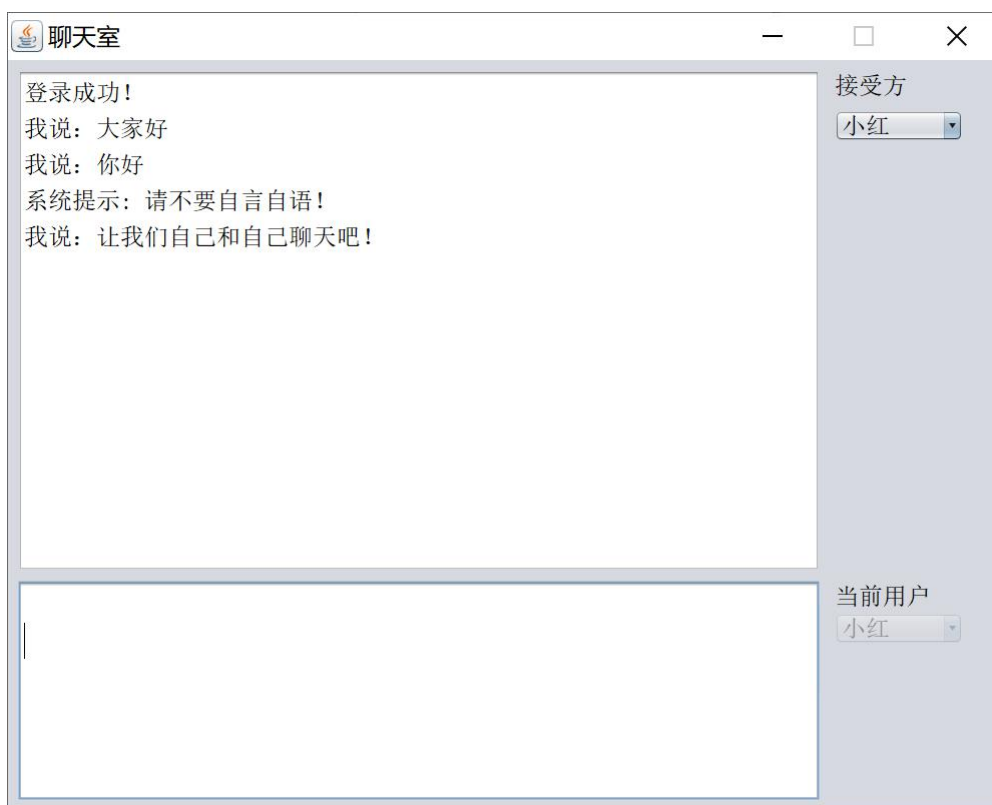 聊天室
登录成功！
我说：大家好
我说：你好
系统提示：请不要自言自语！
我说：让我们自己和自己聊天吧！
接受方
小红
当前用户
小红